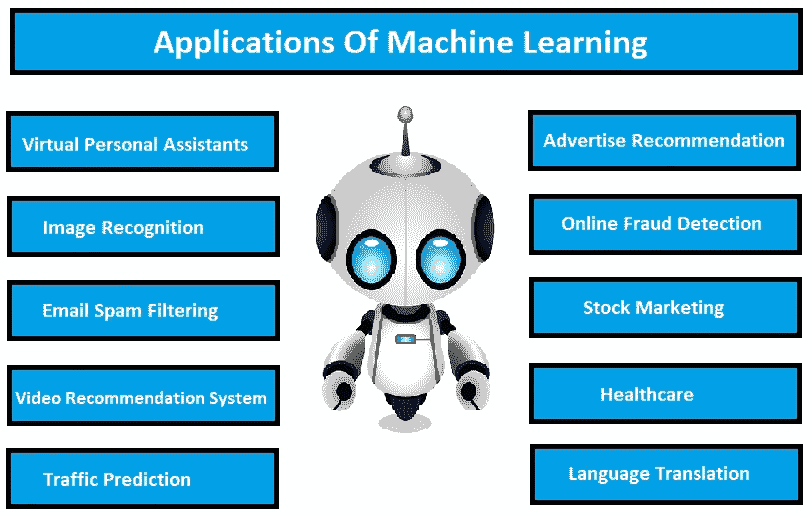 Applications Of Machine Learning
Virtual Personal Assistants
Image Recognition
Email Spam Filtering
Video Recommendation System
Traffic Prediction
Advertise Recommendation
Online Fraud Detection
Stock Marketing
Healthcare
Language Translation